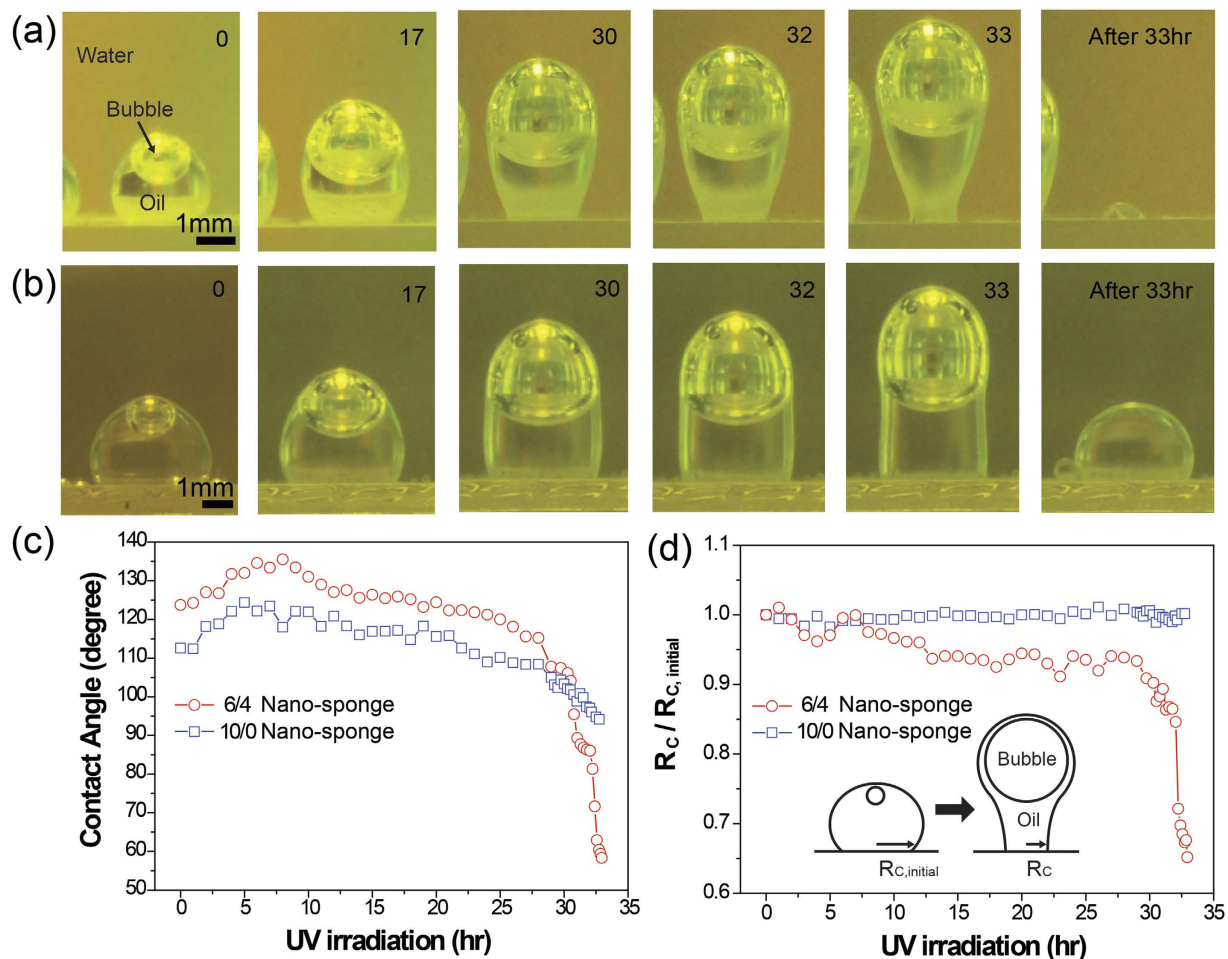 (a)
0
17
30
32
33
After 33hr
Water
Bubble
Oil
1mm
(b)
0
17
30
32
33
After 33hr
1mm
(c)
140
130
120
110
100
90
80
70
60
50
Contact Angle (degree)
6/4 Nano-sponge
10/0 Nano-sponge
0 5 10 15 20 25 30 35
UV irradiation (hr)
(d)
1.1
1.0
0.9
0.8
0.7
0.6
RC / RC, initial
6/4 Nano-sponge
10/0 Nano-sponge
Bubble
Oil
RC,initial
RC
0 5 10 15 20 25 30 35
UV irradiation (hr)